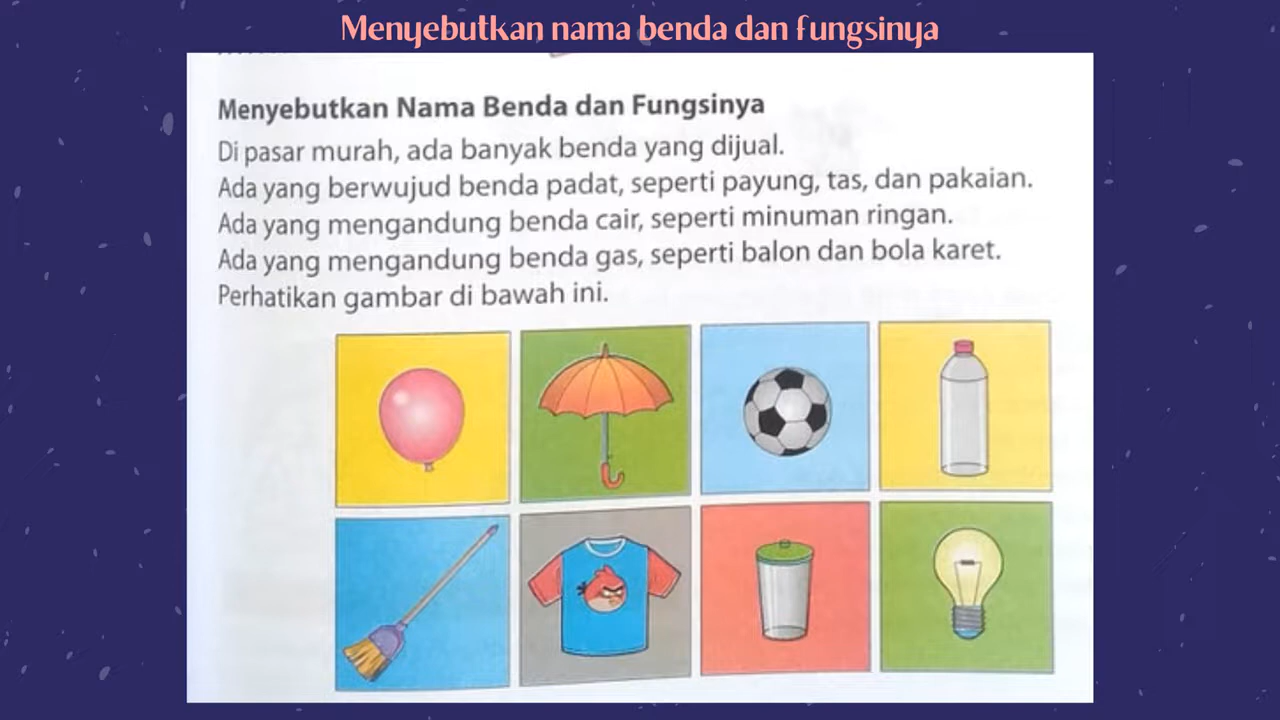 Menyebutkan nama benda dan fungsinya
Menyebutkan Nama Benda dan Fungsinya
Di pasar murah, ada banyak benda yang dijual.
Ada yang berwujud benda padat, seperti payung, tas, dan pakaian.
Ada yang mengandung benda cair, seperti minuman ringan.
Ada yang mengandung benda gas, seperti balon dan bola karet.
Perhatikan gambar di bawah ini.